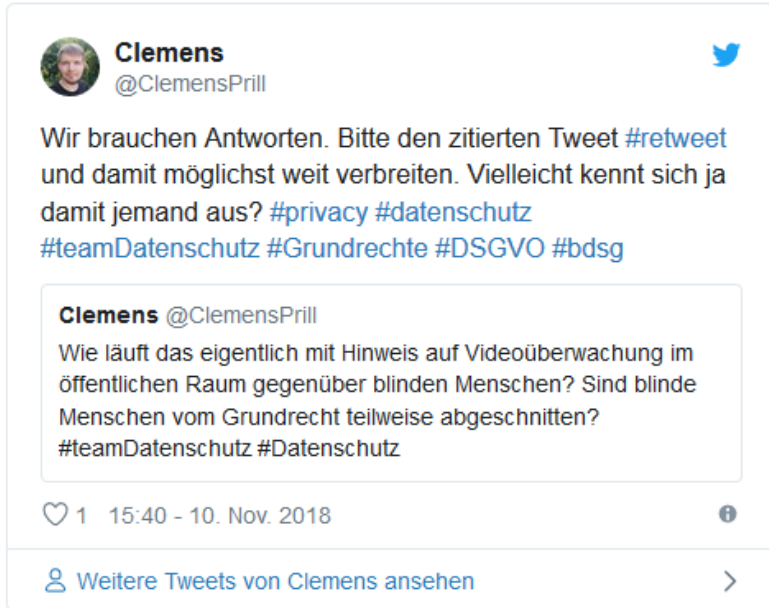 Clemens
@ClemensPrill
Wir brauchen Antworten. Bitte den zitierten Tweet #retweet
und damit möglichst weit verbreiten. Vielleicht kennt sich ja
damit jemand aus? #privacy #datenschutz
#teamDatenschutz #Grundrechte #DSGVO #bdsg
Clemens @ClemensPrill
Wie läuft das eigentlich mit Hinweis auf Videoüberwachung im
öffentlichen Raum gegenüber blinden Menschen? Sind blinde
Menschen vom Grundrecht teilweise abgeschnitten?
#teamDatenschutz #Datenschutz
1 15:40 - 10. Nov. 2018
Weitere Tweets von Clemens ansehen